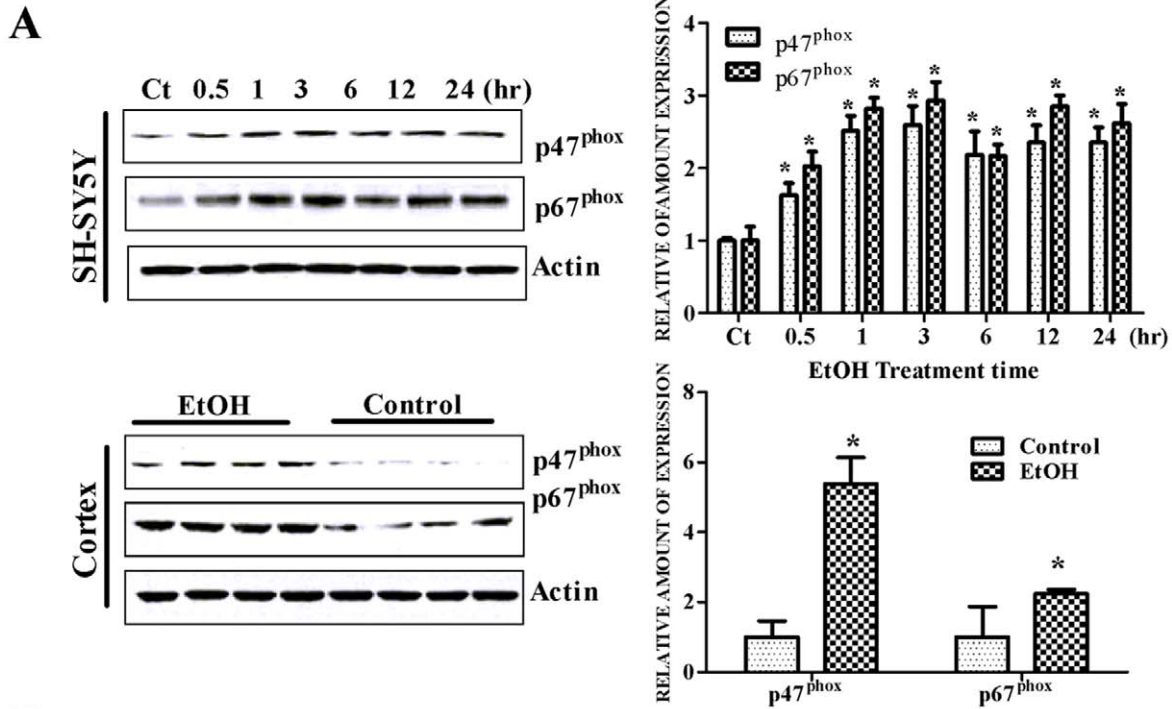 A
Ct 0.5 1 3 6 12 24 (hr)
SH-SY5Y
p47phox
p67phox
Actin
EtOH Control
Cortex
p47phox
p67phox
Actin
RELATIVE OFAMOUNT EXPRESSION
4
3
2
1
0
p47phox
p67phox
* * * * * * * * * * * *
Ct 0.5 1 3 6 12 24 (hr)
EtOH Treatment time
RELATIVE AMOUNT OF EXPRESSION
8
6
4
2
0
Control
EtOH
* *
p47phox p67phox